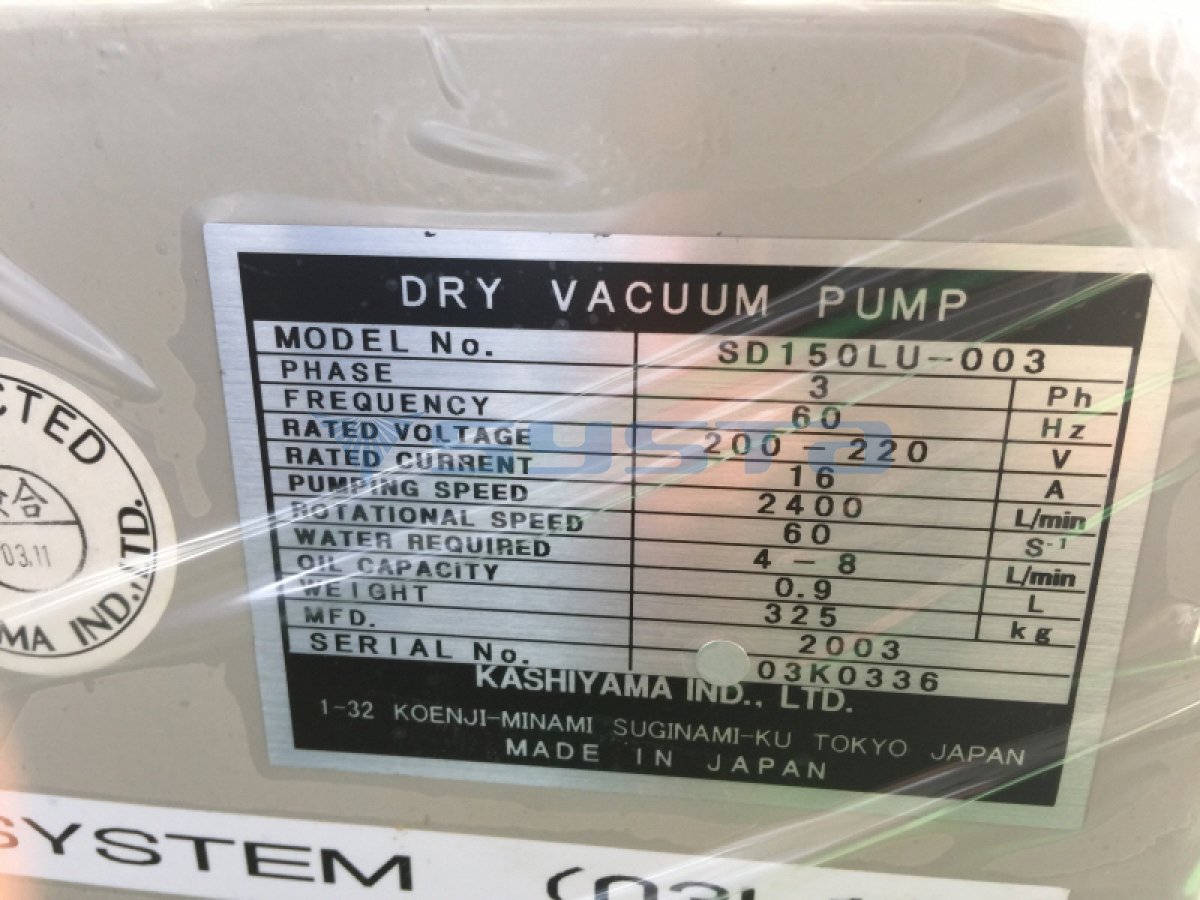 DRY VACUUM PUMP
MODEL No. SD150LU-003
PHASE 3 Ph
FREQUENCY 60 Hz
RATED VOLTAGE 200 - 220 V
RATED CURRENT 16 A
PUMPING SPEED 2400 L/min
ROTATIONAL SPEED 60 S⁻¹
WATER REQUIRED 4 - 8 L/min
OIL CAPACITY 0.9 L
WEIGHT 325 kg
MFD. 2003
SERIAL No. 03K0336
KASHIYAMA IND., LTD.
1-32 KOENJI-MINAMI SUGINAMI-KU TOKYO JAPAN
MADE IN JAPAN
CTED
合
03.11
AMA IND., LTD.
SYSTEM